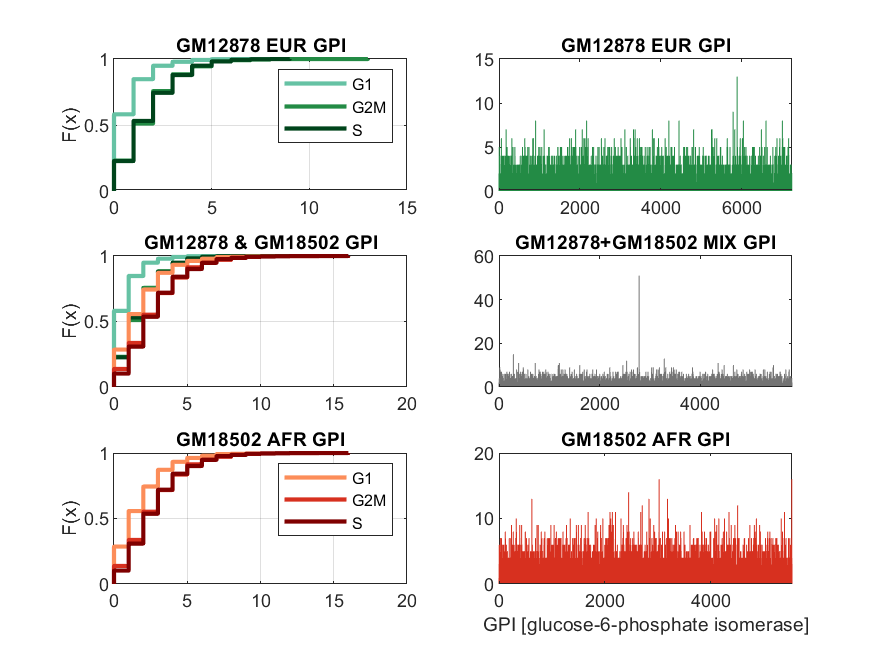 GM12878 EUR GPI
1
0.5
0
F(x)
0 5 10 15
G1
G2M
S
GM12878 EUR GPI
15
10
5
0
0 2000 4000 6000
GM12878 & GM18502 GPI
1
0.5
0
F(x)
0 5 10 15 20
GM12878+GM18502 MIX GPI
60
40
20
0
0 2000 4000
GM18502 AFR GPI
1
0.5
0
F(x)
0 5 10 15 20
G1
G2M
S
GM18502 AFR GPI
20
10
0
0 2000 4000
GPI [glucose-6-phosphate isomerase]